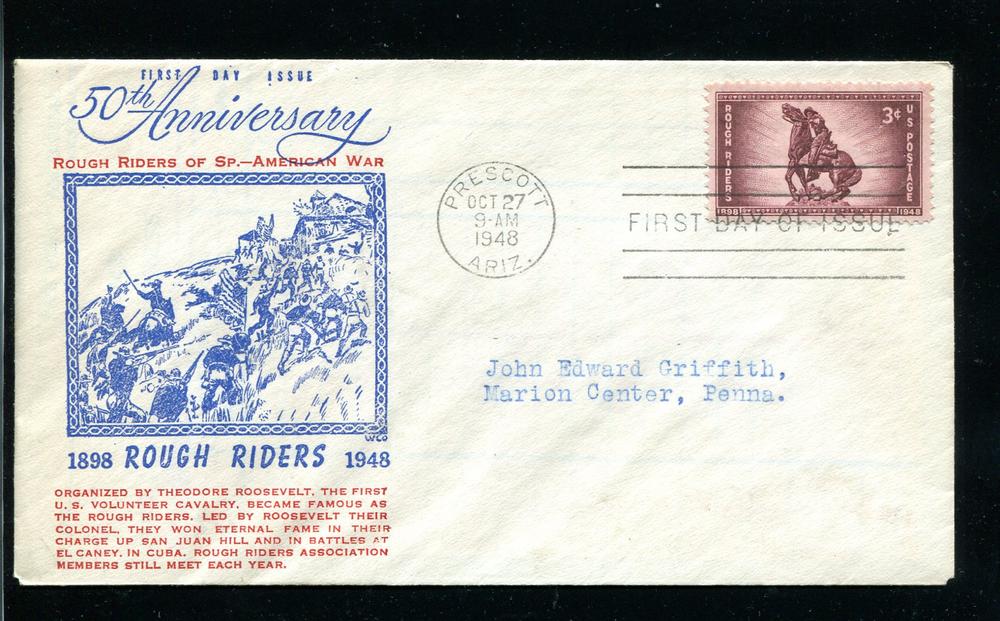 FIRST DAY ISSUE
50th Anniversary
ROUGH RIDERS OF SP.—AMERICAN WAR
WCO
1898 ROUGH RIDERS 1948
ORGANIZED BY THEODORE ROOSEVELT, THE FIRST
U. S. VOLUNTEER CAVALRY, BECAME FAMOUS AS
THE ROUGH RIDERS. LED BY ROOSEVELT THEIR
COLONEL, THEY WON ETERNAL FAME IN THEIR
CHARGE UP SAN JUAN HILL AND IN BATTLES AT
EL CANEY, IN CUBA. ROUGH RIDERS ASSOCIATION
MEMBERS STILL MEET EACH YEAR.
PRESCOTT
OCT 27
9-AM
1948
ARIZ.
ROUGH RIDERS
3¢
U S POSTAGE
1898
1948
FIRST DAY OF ISSUE
John Edward Griffith,
Marion Center, Penna.